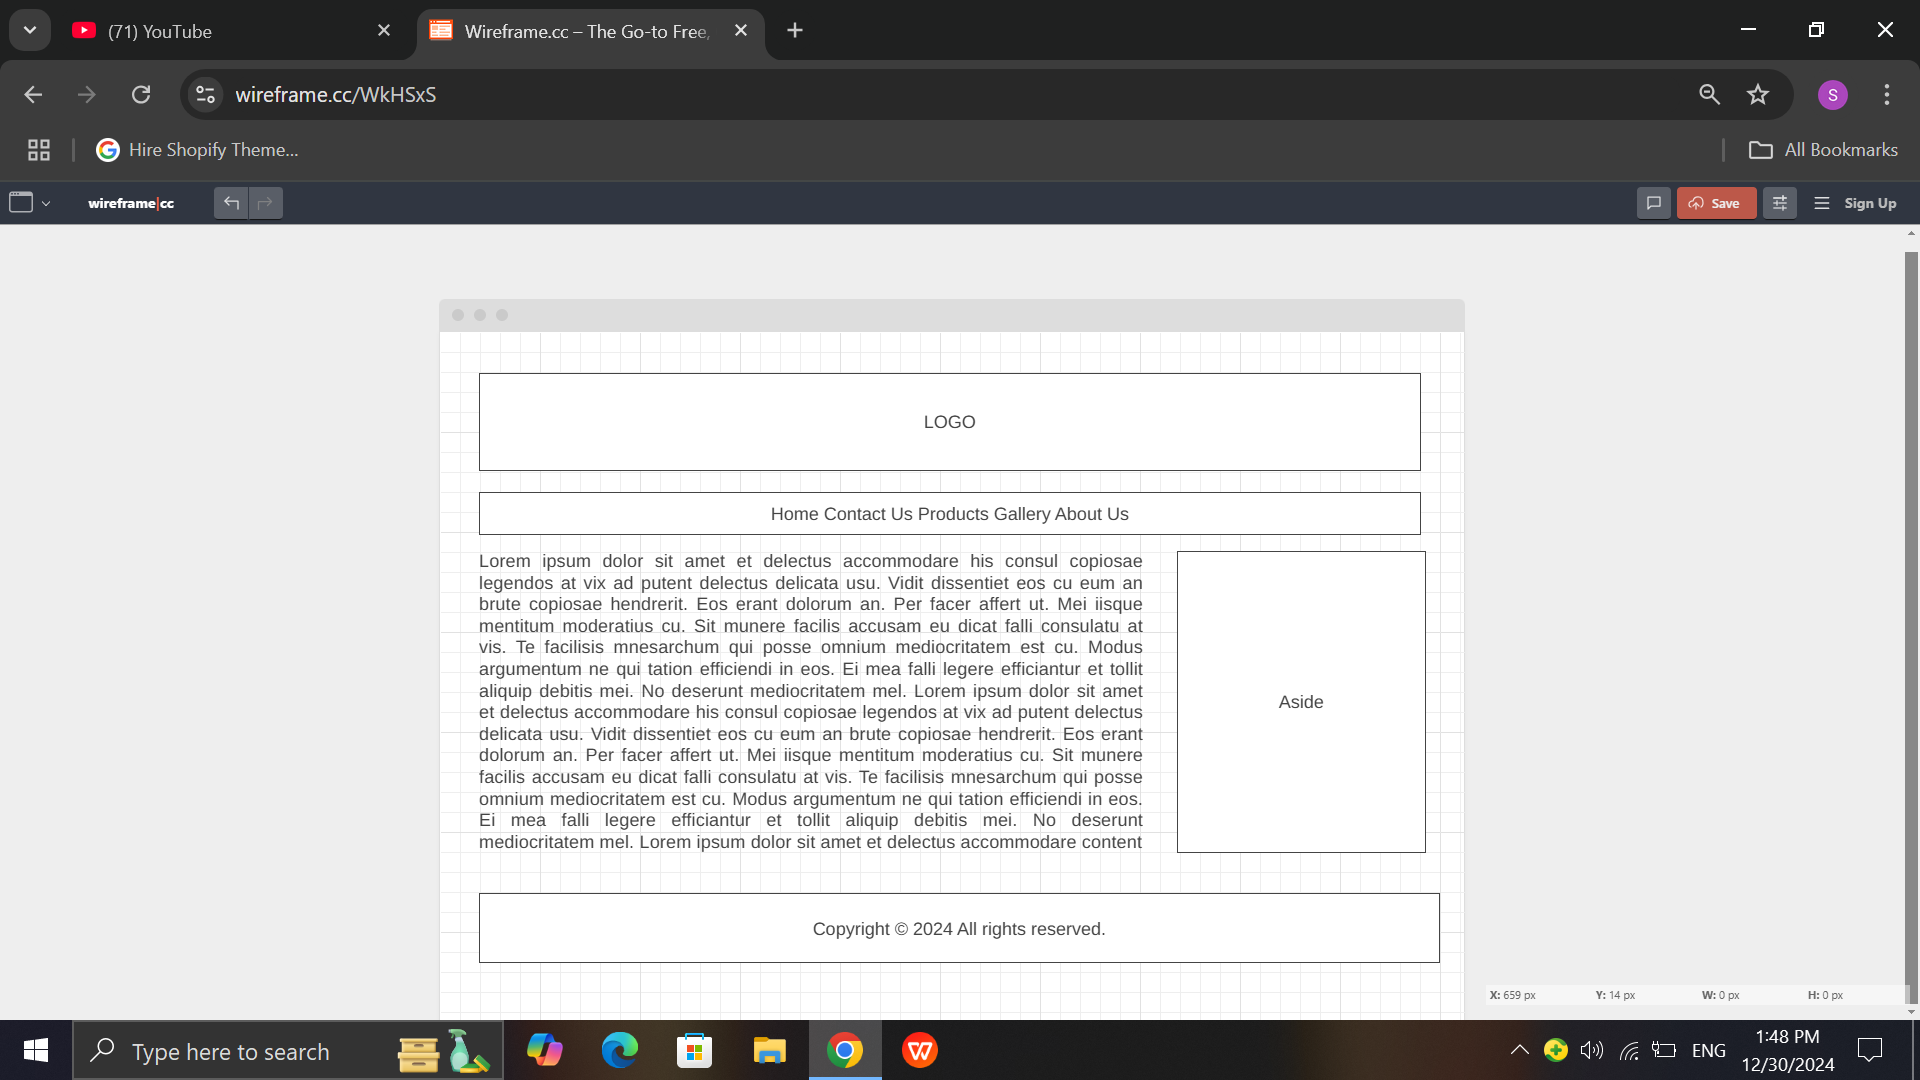 (71) YouTube
Wireframe.cc – The Go-to Free,
wireframe.cc/WkHSxS
S
Hire Shopify Theme...
All Bookmarks
wireframe|cc
Save
Sign Up
LOGO
Home Contact Us Products Gallery About Us
Lorem ipsum dolor sit amet et delectus accommodare his consul copiosae
legendos at vix ad putent delectus delicata usu. Vidit dissentiet eos cu eum an
brute copiosae hendrerit. Eos erant dolorum an. Per facer affert ut. Mei iisque
mentitum moderatius cu. Sit munere facilis accusam eu dicat falli consulatu at
vis. Te facilisis mnesarchum qui posse omnium mediocritatem est cu. Modus
argumentum ne qui tation efficiendi in eos. Ei mea falli legere efficiantur et tollit
aliquip debitis mei. No deserunt mediocritatem mel. Lorem ipsum dolor sit amet
et delectus accommodare his consul copiosae legendos at vix ad putent delectus
delicata usu. Vidit dissentiet eos cu eum an brute copiosae hendrerit. Eos erant
dolorum an. Per facer affert ut. Mei iisque mentitum moderatius cu. Sit munere
facilis accusam eu dicat falli consulatu at vis. Te facilisis mnesarchum qui posse
omnium mediocritatem est cu. Modus argumentum ne qui tation efficiendi in eos.
Ei mea falli legere efficiantur et tollit aliquip debitis mei. No deserunt
mediocritatem mel. Lorem ipsum dolor sit amet et delectus accommodare content
Aside
Copyright © 2024 All rights reserved.
X: 659 px Y: 14 px W: 0 px H: 0 px
Type here to search
ENG
1:48 PM
12/30/2024